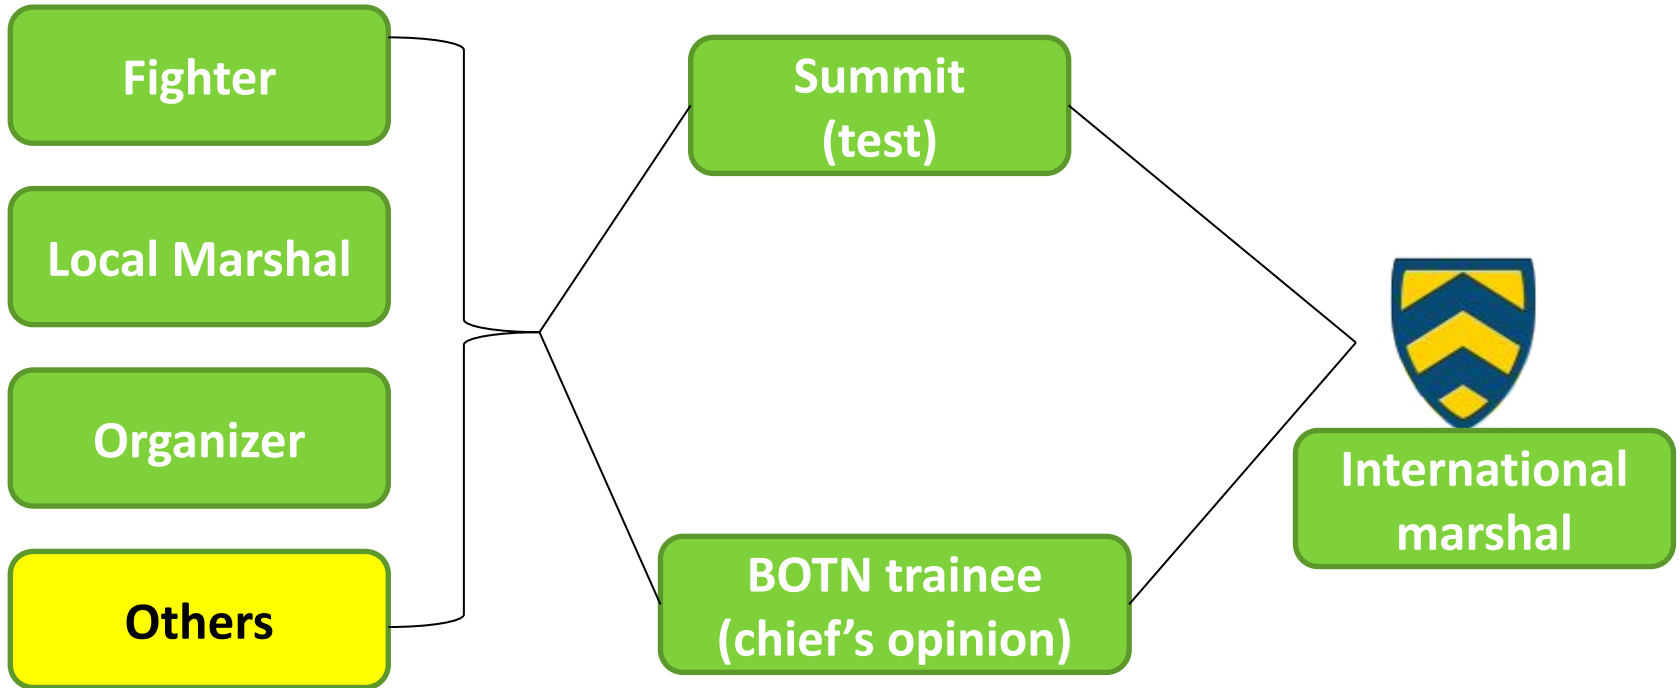 Fighter
Local Marshal
Organizer
Others
Summit
(test)
BOTN trainee
(chief’s opinion)
International
marshal